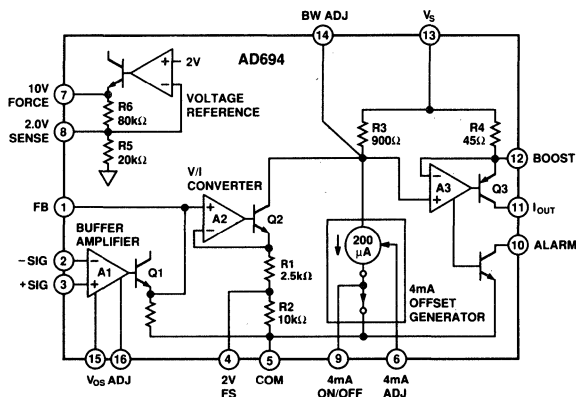 BW ADJ
V_S
14
13
AD694
10V
FORCE
7
2V
+
−
VOLTAGE
REFERENCE
R6
80kΩ
2.0V
SENSE
8
R5
20kΩ
R3
900Ω
R4
45Ω
12
BOOST
V/I
CONVERTER
−
+
A3
Q3
11
I_OUT
FB
1
+
−
A2
Q2
BUFFER
AMPLIFIER
200
µA
10
ALARM
−SIG
2
−
A1
Q1
+SIG
3
+
R1
2.5kΩ
R2
10kΩ
4mA
OFFSET
GENERATOR
15
16
4
5
9
6
V_OS ADJ
2V
FS
COM
4mA
ON/OFF
4mA
ADJ